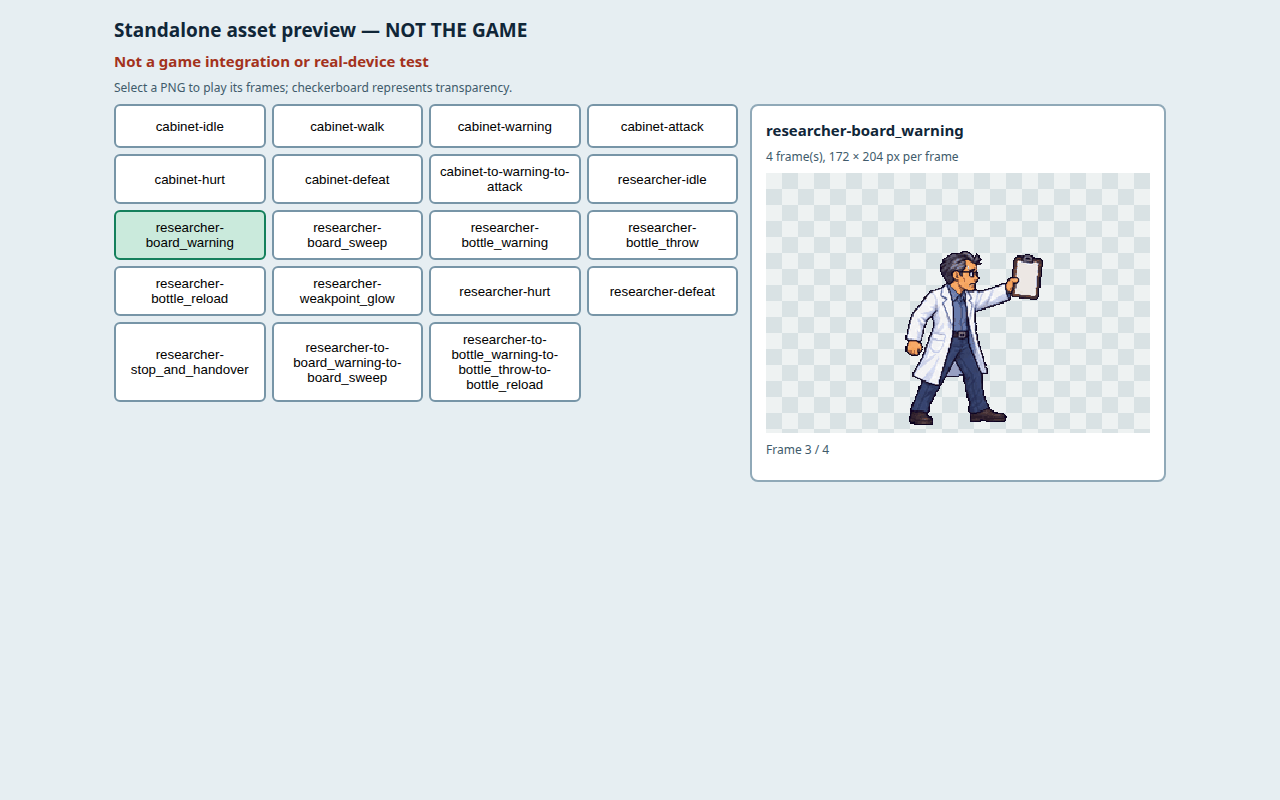 Standalone asset preview — NOT THE GAME
Not a game integration or real-device test
Select a PNG to play its frames; checkerboard represents transparency.
cabinet-idle
cabinet-walk
cabinet-warning
cabinet-attack
cabinet-hurt
cabinet-defeat
cabinet-to-warning-to-
attack
researcher-idle
researcher-
board_warning
researcher-
board_sweep
researcher-
bottle_warning
researcher-
bottle_throw
researcher-
bottle_reload
researcher-
weakpoint_glow
researcher-hurt
researcher-defeat
researcher-
stop_and_handover
researcher-to-
board_warning-to-
board_sweep
researcher-to-
bottle_warning-to-
bottle_throw-to-
bottle_reload
researcher-board_warning
4 frame(s), 172 × 204 px per frame
Frame 3 / 4